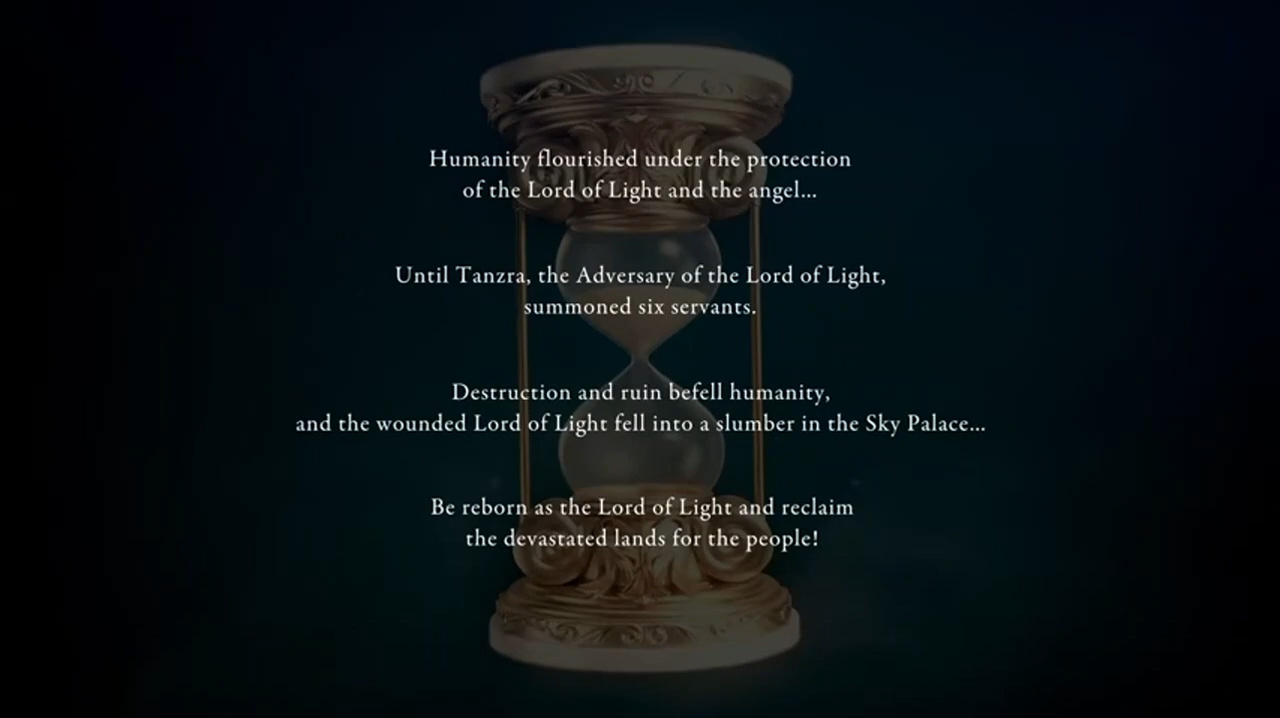 Humanity flourished under the protection
of the Lord of Light and the angel...
Until Tanzra, the Adversary of the Lord of Light,
summoned six servants.
Destruction and ruin befell humanity,
and the wounded Lord of Light fell into a slumber in the Sky Palace...
Be reborn as the Lord of Light and reclaim
the devastated lands for the people!